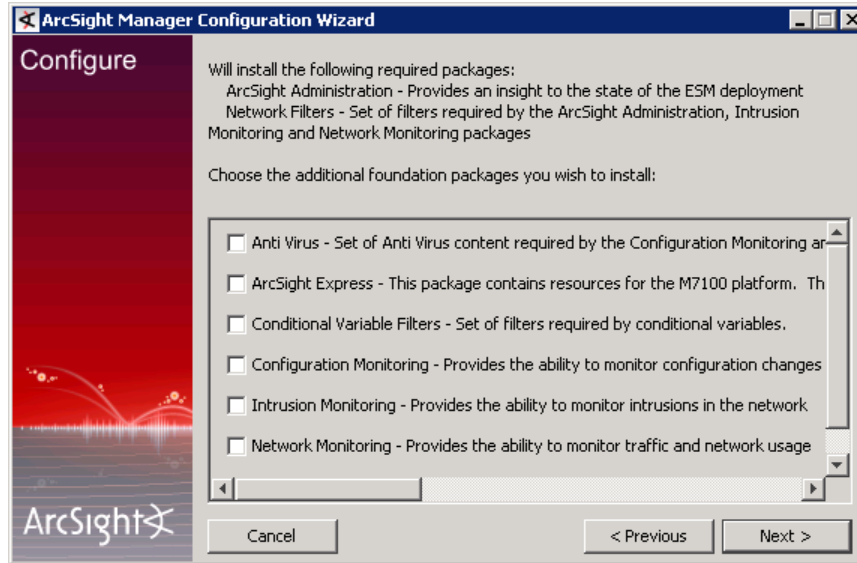 ArcSight Manager Configuration Wizard
Configure
Will install the following required packages:
ArcSight Administration - Provides an insight to the state of the ESM deployment
Network Filters - Set of filters required by the ArcSight Administration, Intrusion
Monitoring and Network Monitoring packages
Choose the additional foundation packages you wish to install:
Anti Virus - Set of Anti Virus content required by the Configuration Monitoring
ArcSight Express - This package contains resources for the M7100 platform. Th
Conditional Variable Filters - Set of filters required by conditional variables.
Configuration Monitoring - Provides the ability to monitor configuration changes
Intrusion Monitoring - Provides the ability to monitor intrusions in the network
Network Monitoring - Provides the ability to monitor traffic and network usage
ArcSight
Cancel
< Previous
Next >